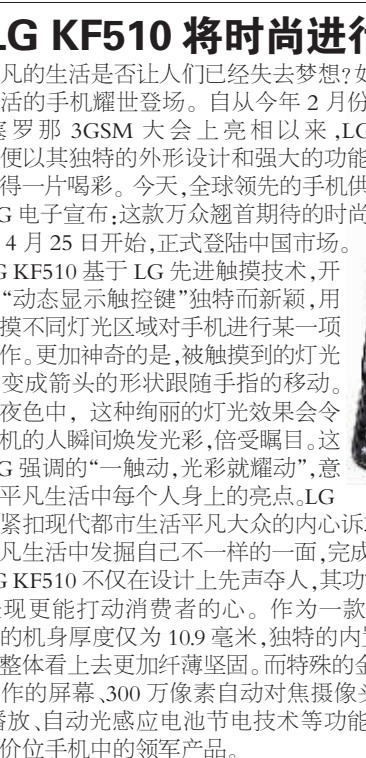 LG KF510 将时尚进行
凡的生活是否让人们已经失去梦想?如
活的手机耀世登场。自从今年 2 月份
塞罗那 3GSM 大会上亮相以来,LG
便以其独特的外形设计和强大的功能
得一片喝彩。今天,全球领先的手机供
G 电子宣布:这款万众翘首期待的时尚
4 月 25 日开始,正式登陆中国市场。
G KF510 基于 LG 先进触摸技术,开
“动态显示触控键”独特而新颖,用
摸不同灯光区域对手机进行某一项
作。更加神奇的是,被触摸到的灯光
变成箭头的形状跟随手指的移动。
夜色中,这种绚丽的灯光效果会令
机的人瞬间焕发光彩,倍受瞩目。这
G 强调的“一触动,光彩就耀动”,意
平凡生活中每个人身上的亮点。LG
紧扣现代都市生活平凡大众的内心诉
凡生活中发掘自己不一样的一面,完成
G KF510 不仅在设计上先声夺人,其功
表现更能打动消费者的心。作为一款
的机身厚度仅为 10.9 毫米,独特的内
整体看上去更加纤薄坚固。而特殊的金
作的屏幕、300 万像素自动对焦摄像头
播放、自动光感应电池节电技术等功能
价位手机中的领军产品。